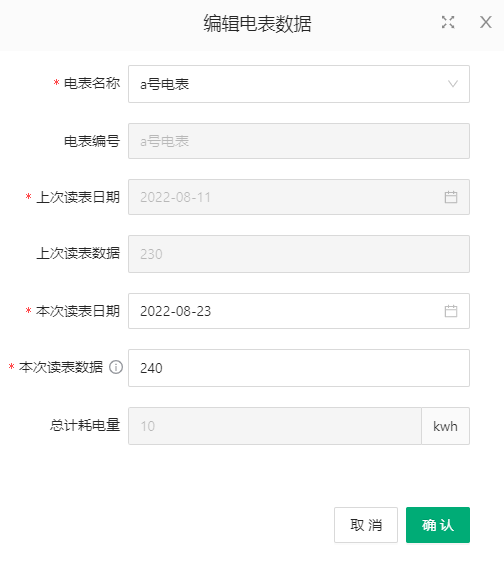 编辑电表数据
* 电表名称 a号电表
电表编号 a号电表
* 上次读表日期 2022-08-11
上次读表数据 230
* 本次读表日期 2022-08-23
* 本次读表数据 240
总计耗电量 10 kwh
取 消 确 认